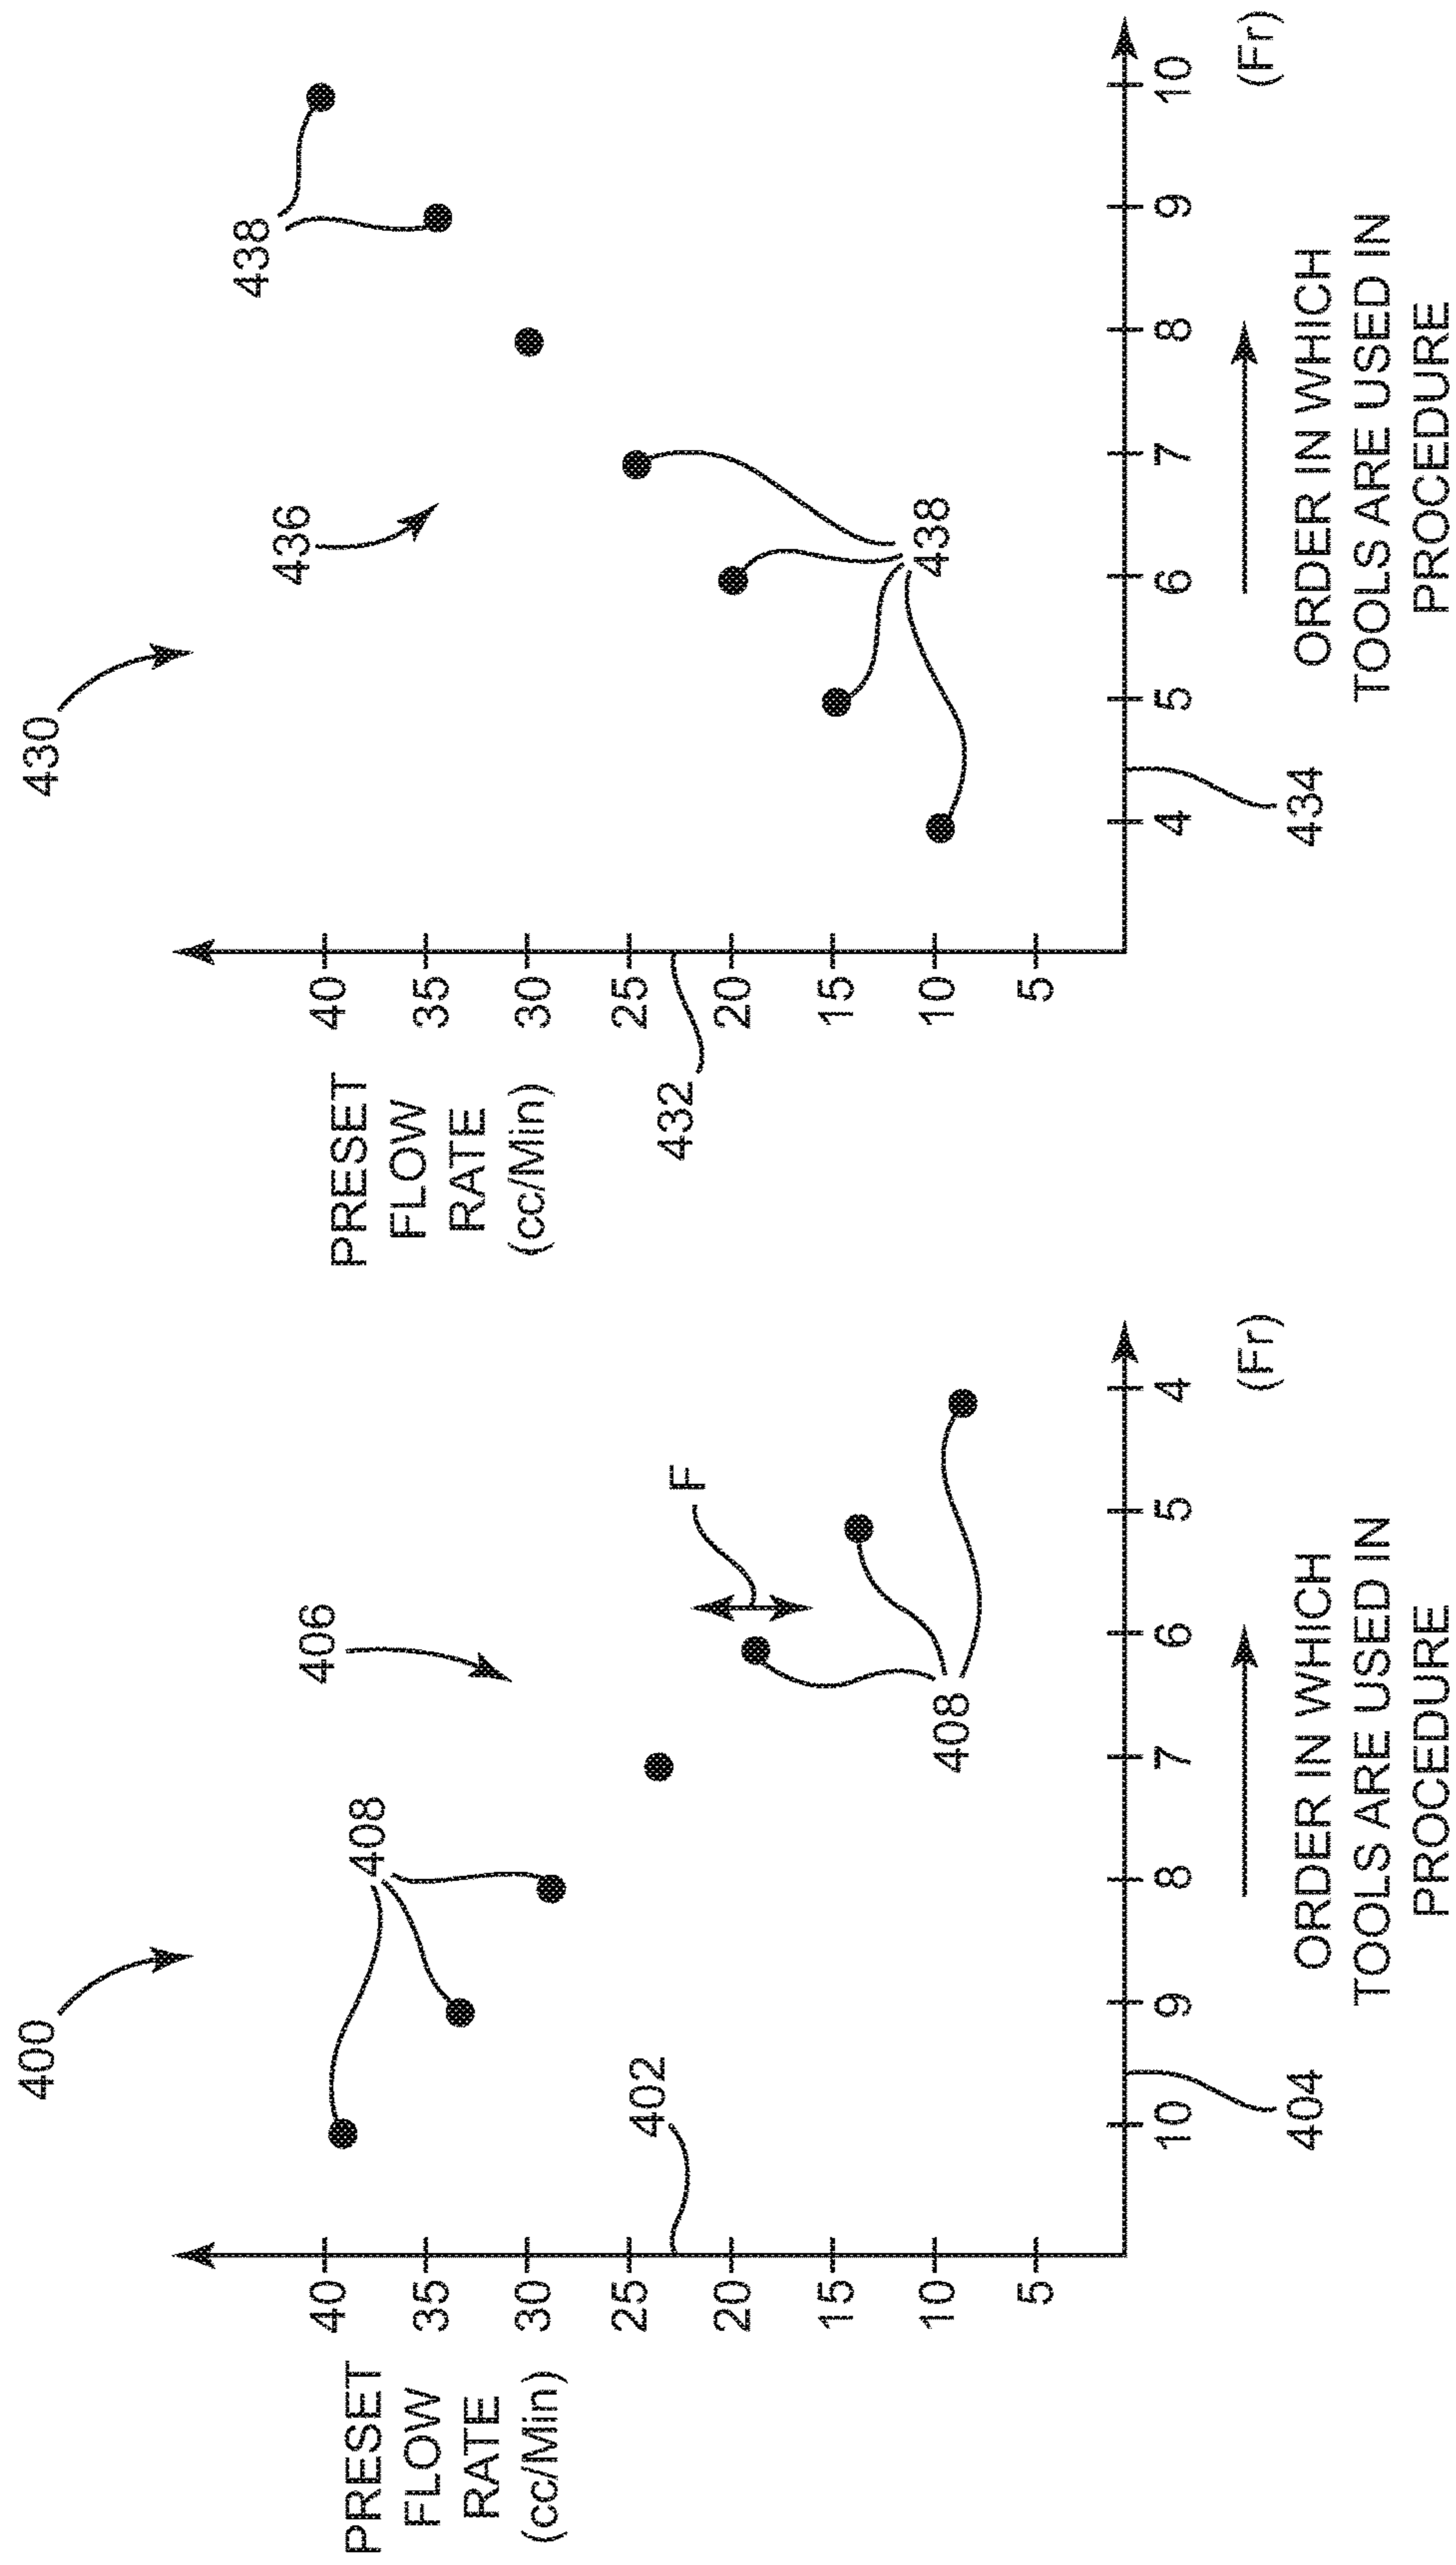 400
PRESET
FLOW
RATE
(cc/Min)
40
35
30
25
20
15
10
5
402
408
406
F
408
10
9
8
7
6
5
4
(Fr)
404
ORDER IN WHICH
TOOLS ARE USED IN
PROCEDURE
430
PRESET
FLOW
RATE
(cc/Min)
40
35
30
25
20
15
10
5
432
436
438
438
4
5
6
7
8
9
10
(Fr)
434
ORDER IN WHICH
TOOLS ARE USED IN
PROCEDURE